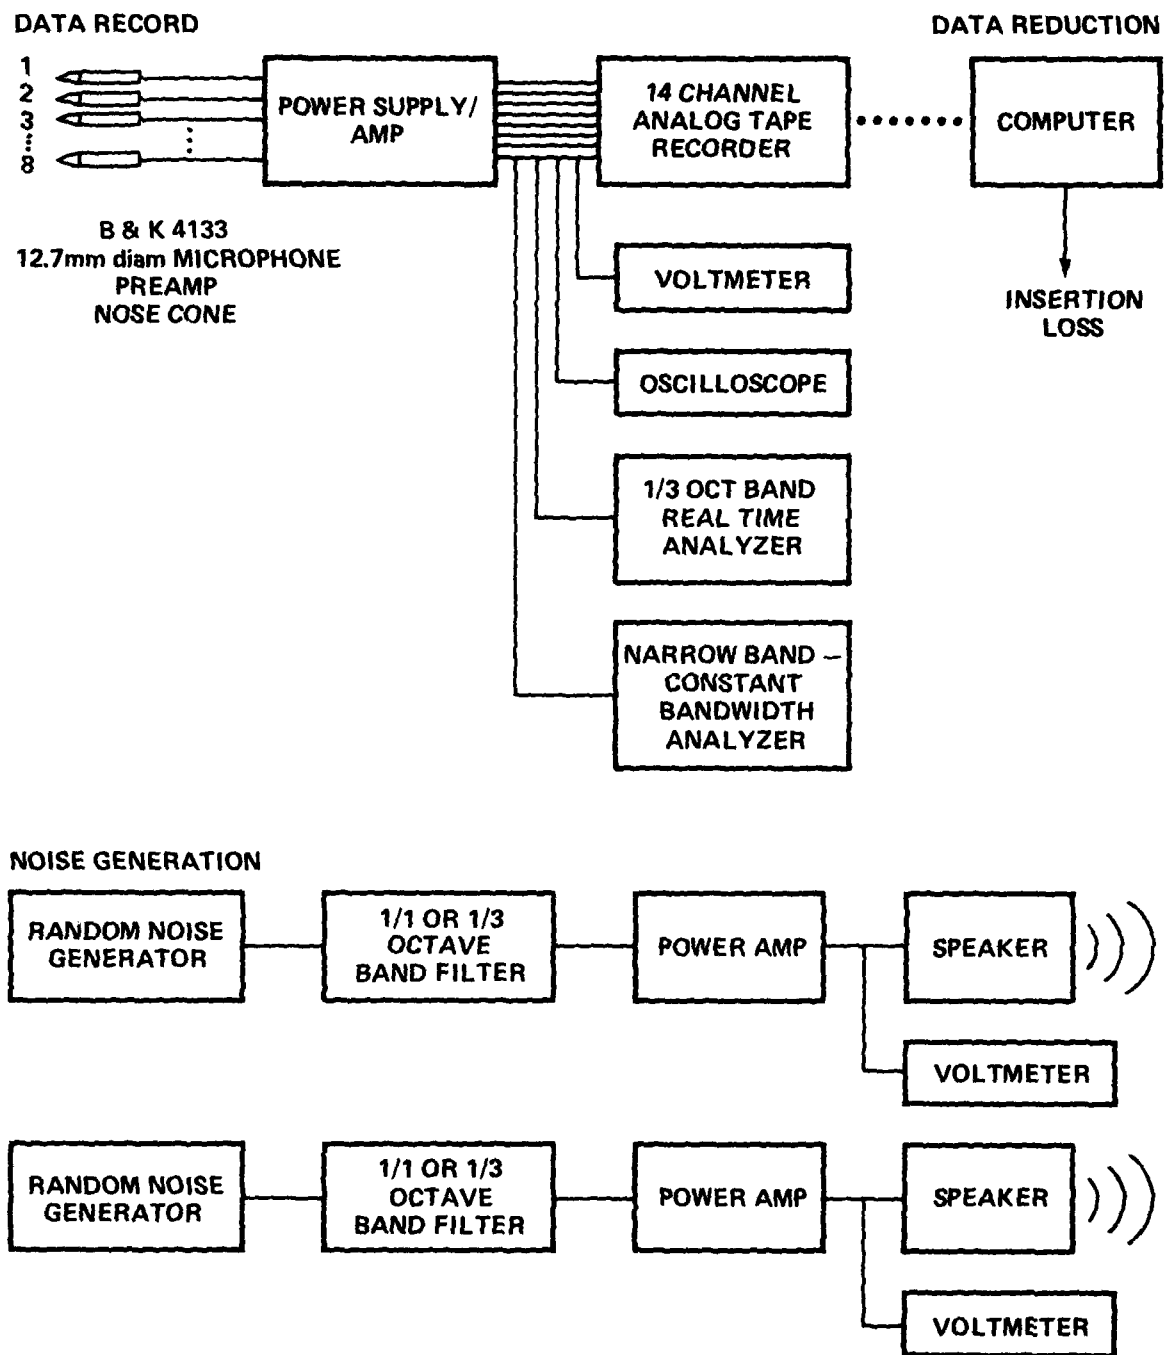 DATA RECORD
DATA REDUCTION
1
2
3
8
POWER SUPPLY/
AMP
14 CHANNEL
ANALOG TAPE
RECORDER
COMPUTER
B & K 4133
12.7mm diam MICROPHONE
PREAMP
NOSE CONE
VOLTMETER
INSERTION
LOSS
OSCILLOSCOPE
1/3 OCT BAND
REAL TIME
ANALYZER
NARROW BAND –
CONSTANT
BANDWIDTH
ANALYZER
NOISE GENERATION
RANDOM NOISE
GENERATOR
1/1 OR 1/3
OCTAVE
BAND FILTER
POWER AMP
SPEAKER
VOLTMETER
RANDOM NOISE
GENERATOR
1/1 OR 1/3
OCTAVE
BAND FILTER
POWER AMP
SPEAKER
VOLTMETER